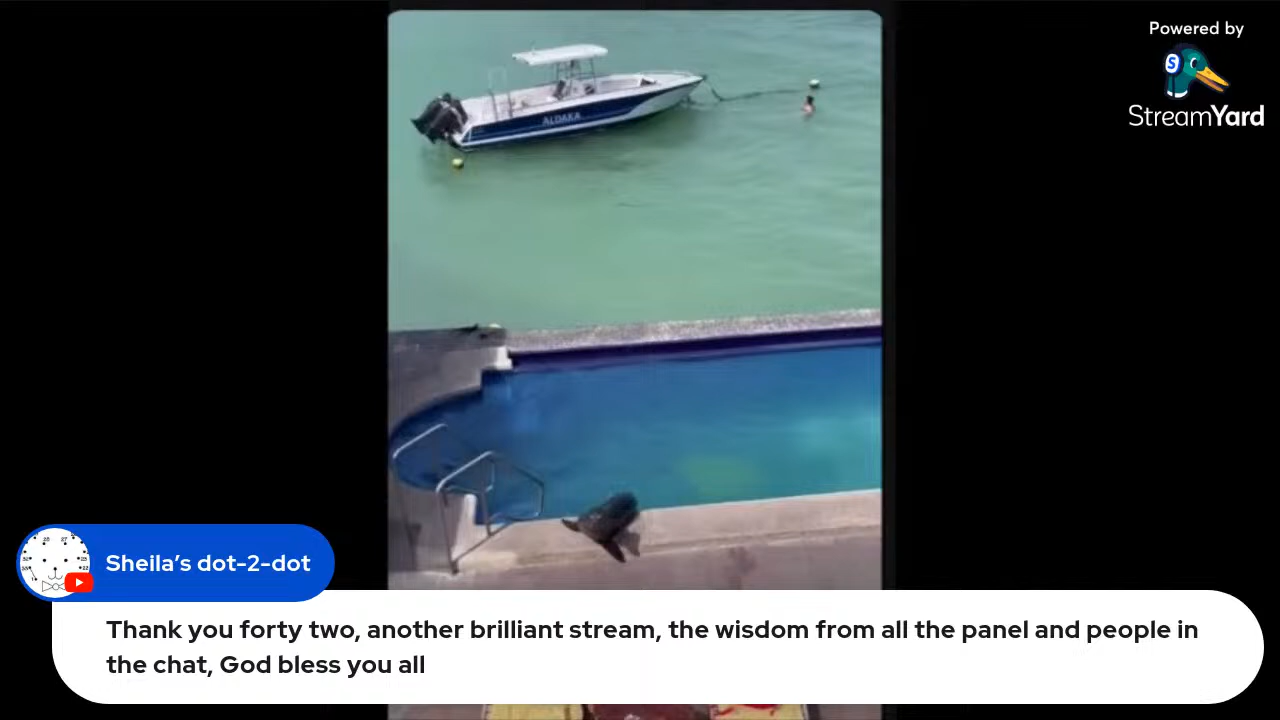 Powered by
StreamYard
ALDAKA
Sheila’s dot-2-dot
Thank you forty two, another brilliant stream, the wisdom from all the panel and people in
the chat, God bless you all